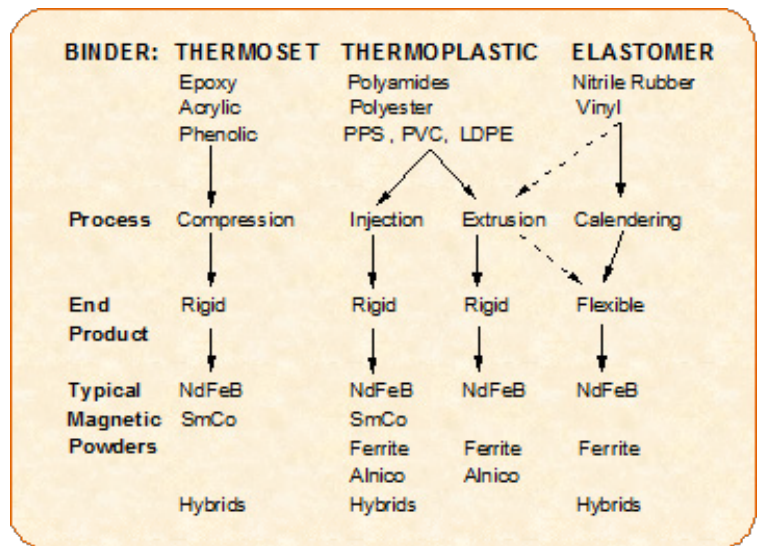 BINDER: THERMOSET THERMOPLASTIC ELASTOMER
Epoxy Polyamides Nitrile Rubber
Acrylic Polyester Vinyl
Phenolic PPS , PVC, LDPE
Process Compression Injection Extrusion Calendering
End Rigid Rigid Rigid Flexible
Product
Typical NdFeB NdFeB NdFeB NdFeB
Magnetic SmCo SmCo
Powders Ferrite Ferrite Ferrite
Alnico Alnico
Hybrids Hybrids Hybrids